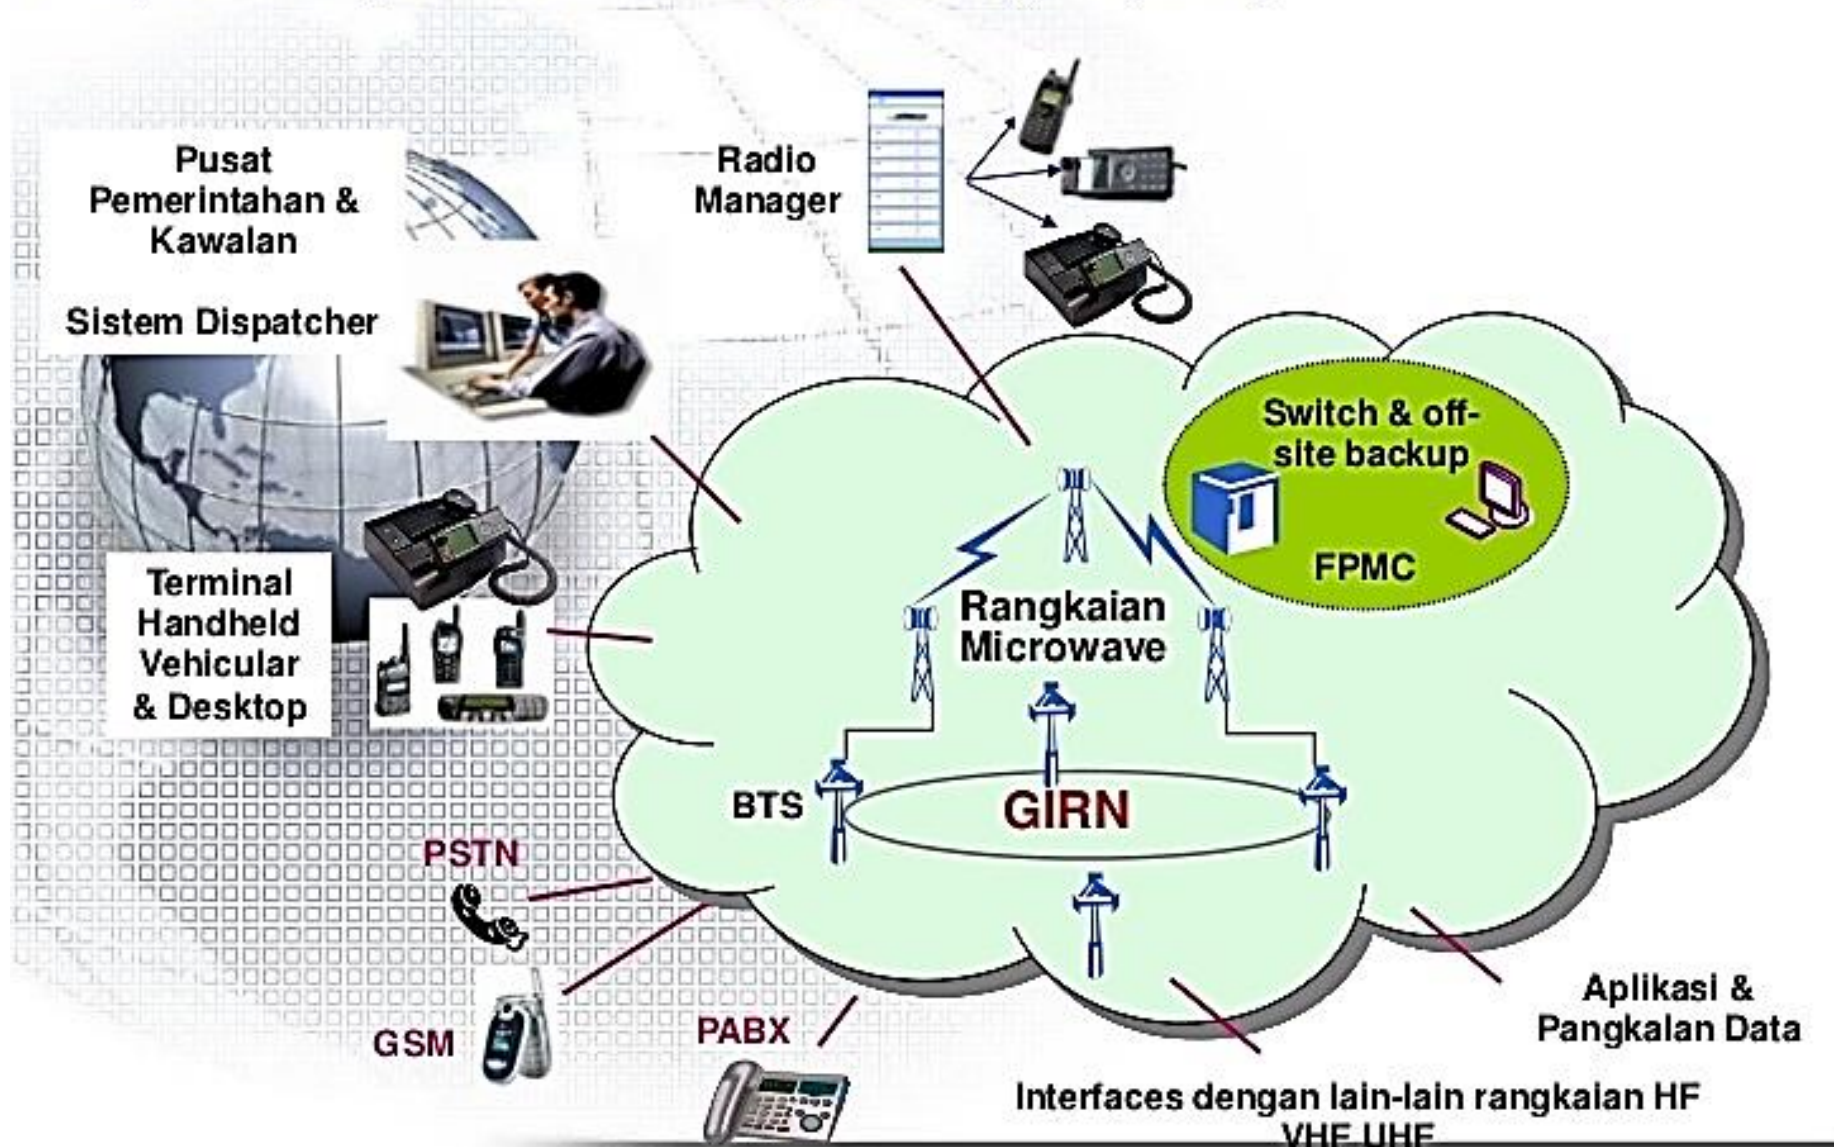 Pusat
Pemerintahan &
Kawalan
Sistem Dispatcher
Radio
Manager
Switch & off-
site backup
FPMC
Rangkaian
Microwave
Terminal
Handheld
Vehicular
& Desktop
BTS
GIRN
PSTN
GSM
PABX
Aplikasi &
Pangkalan Data
Interfaces dengan lain-lain rangkaian HF
VHF UHF